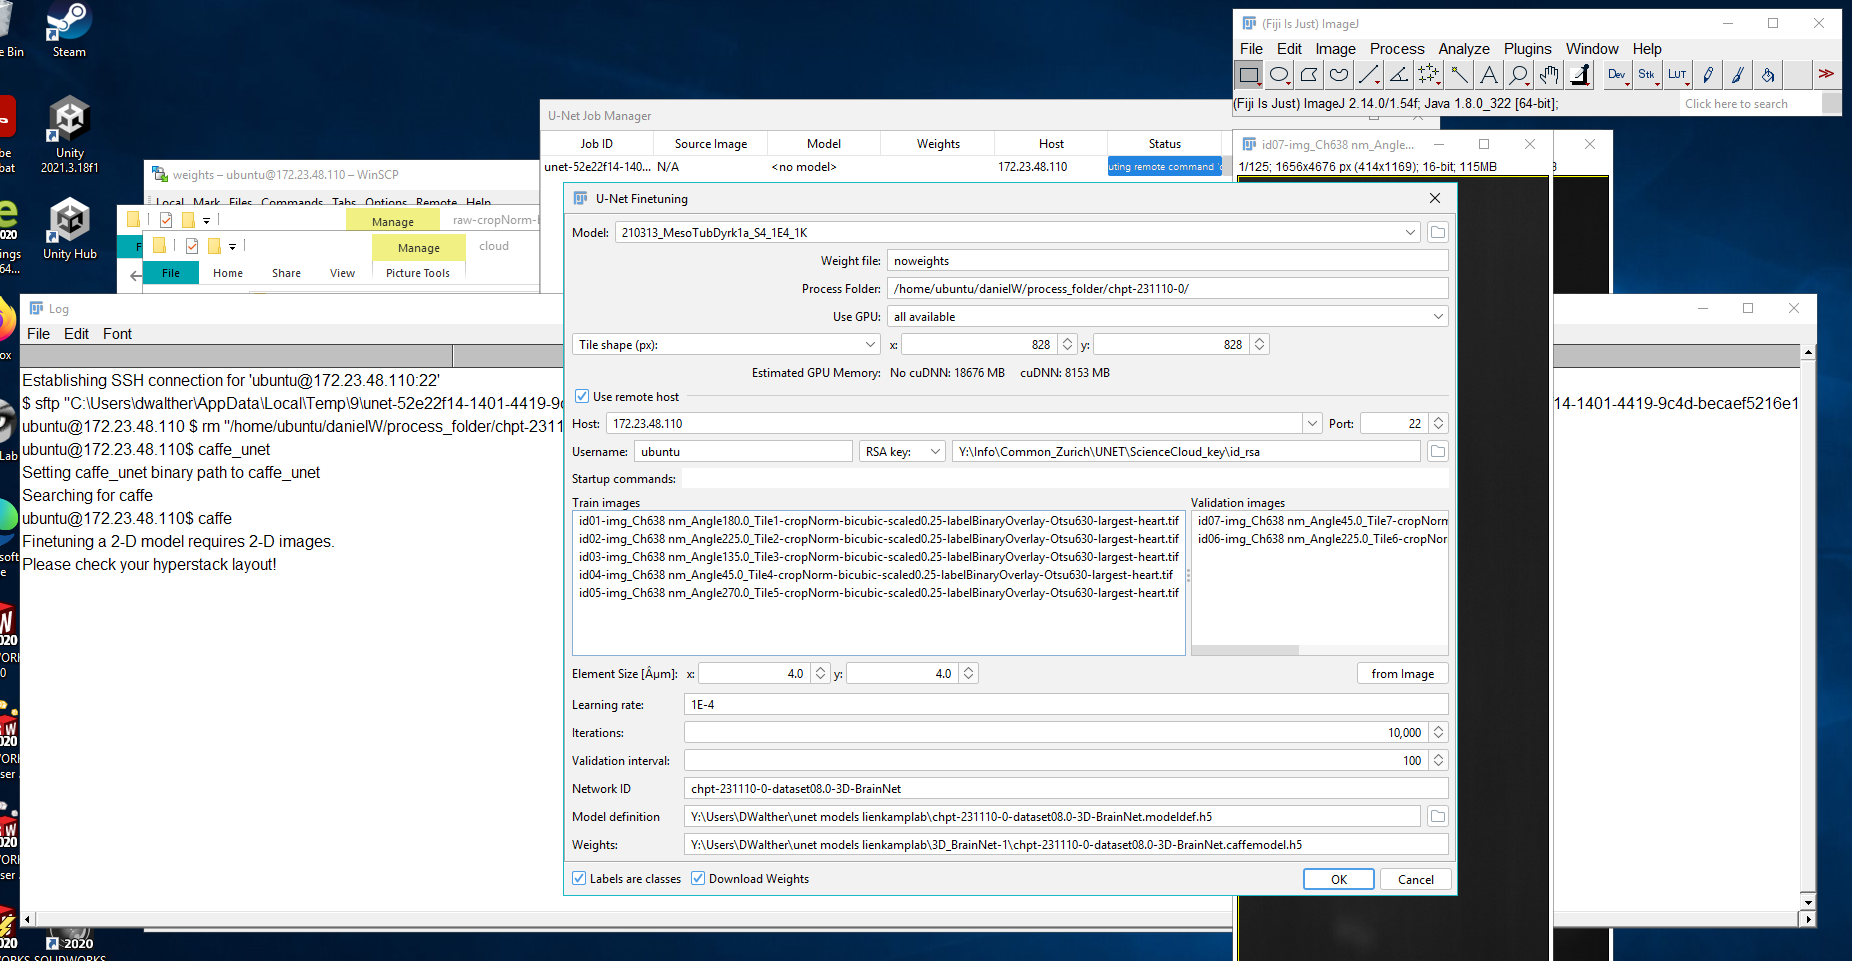 e Bin
Steam
Unity
2021.3.18f1
Unity Hub
(Fiji Is Just) ImageJ
File Edit Image Process Analyze Plugins Window Help
Dev Stk LUT
(Fiji Is Just) ImageJ 2.14.0/1.54f; Java 1.8.0_322 [64-bit];
Click here to search
U-Net Job Manager
Job ID Source Image Model Weights Host Status
unet-52e22f14-140... N/A <no model> 172.23.48.110 uting remote command
id07-img_Ch638 nm_Angle...
1/125; 1656x4676 px (414x1169); 16-bit; 115MB
weights – ubuntu@172.23.48.110 – WinSCP
Local Mark Files Commands Tabs Options Remote Help
Manage raw-cropNorm-
Manage cloud
File Home Share View Picture Tools
Log
File Edit Font
Establishing SSH connection for 'ubuntu@172.23.48.110:22'
$ sftp "C:\Users\dwalther\AppData\Local\Temp\9\unet-52e22f14-1401-4419-9c
14-1401-4419-9c4d-becaef5216e1
ubuntu@172.23.48.110 $ rm "/home/ubuntu/danielW/process_folder/chpt-2311
ubuntu@172.23.48.110$ caffe_unet
Setting caffe_unet binary path to caffe_unet
Searching for caffe
ubuntu@172.23.48.110$ caffe
Finetuning a 2-D model requires 2-D images.
Please check your hyperstack layout!
U-Net Finetuning
Model: 210313_MesoTubDyrk1a_S4_1E4_1K
Weight file: noweights
Process Folder: /home/ubuntu/danielW/process_folder/chpt-231110-0/
Use GPU: all available
Tile shape (px): x: 828 y: 828
Estimated GPU Memory: No cuDNN: 18676 MB cuDNN: 8153 MB
Use remote host
Host: 172.23.48.110 Port: 22
Username: ubuntu RSA key: Y:\Info\Common_Zurich\UNET\ScienceCloud_key\id_rsa
Startup commands:
Train images
id01-img_Ch638 nm_Angle180.0_Tile1-cropNorm-bicubic-scaled0.25-labelBinaryOverlay-Otsu630-largest-heart.tif
id02-img_Ch638 nm_Angle225.0_Tile2-cropNorm-bicubic-scaled0.25-labelBinaryOverlay-Otsu630-largest-heart.tif
id03-img_Ch638 nm_Angle135.0_Tile3-cropNorm-bicubic-scaled0.25-labelBinaryOverlay-Otsu630-largest-heart.tif
id04-img_Ch638 nm_Angle45.0_Tile4-cropNorm-bicubic-scaled0.25-labelBinaryOverlay-Otsu630-largest-heart.tif
id05-img_Ch638 nm_Angle270.0_Tile5-cropNorm-bicubic-scaled0.25-labelBinaryOverlay-Otsu630-largest-heart.tif
Validation images
id07-img_Ch638 nm_Angle45.0_Tile7-cropNorm
id06-img_Ch638 nm_Angle225.0_Tile6-cropNor
Element Size [Âµm]: x: 4.0 y: 4.0 from Image
Learning rate: 1E-4
Iterations: 10,000
Validation interval: 100
Network ID chpt-231110-0-dataset08.0-3D-BrainNet
Model definition Y:\Users\DWalther\unet models lienkamplab\chpt-231110-0-dataset08.0-3D-BrainNet.modeldef.h5
Weights: Y:\Users\DWalther\unet models lienkamplab\3D_BrainNet-1\chpt-231110-0-dataset08.0-3D-BrainNet.caffemodel.h5
Labels are classes Download Weights OK Cancel
2020